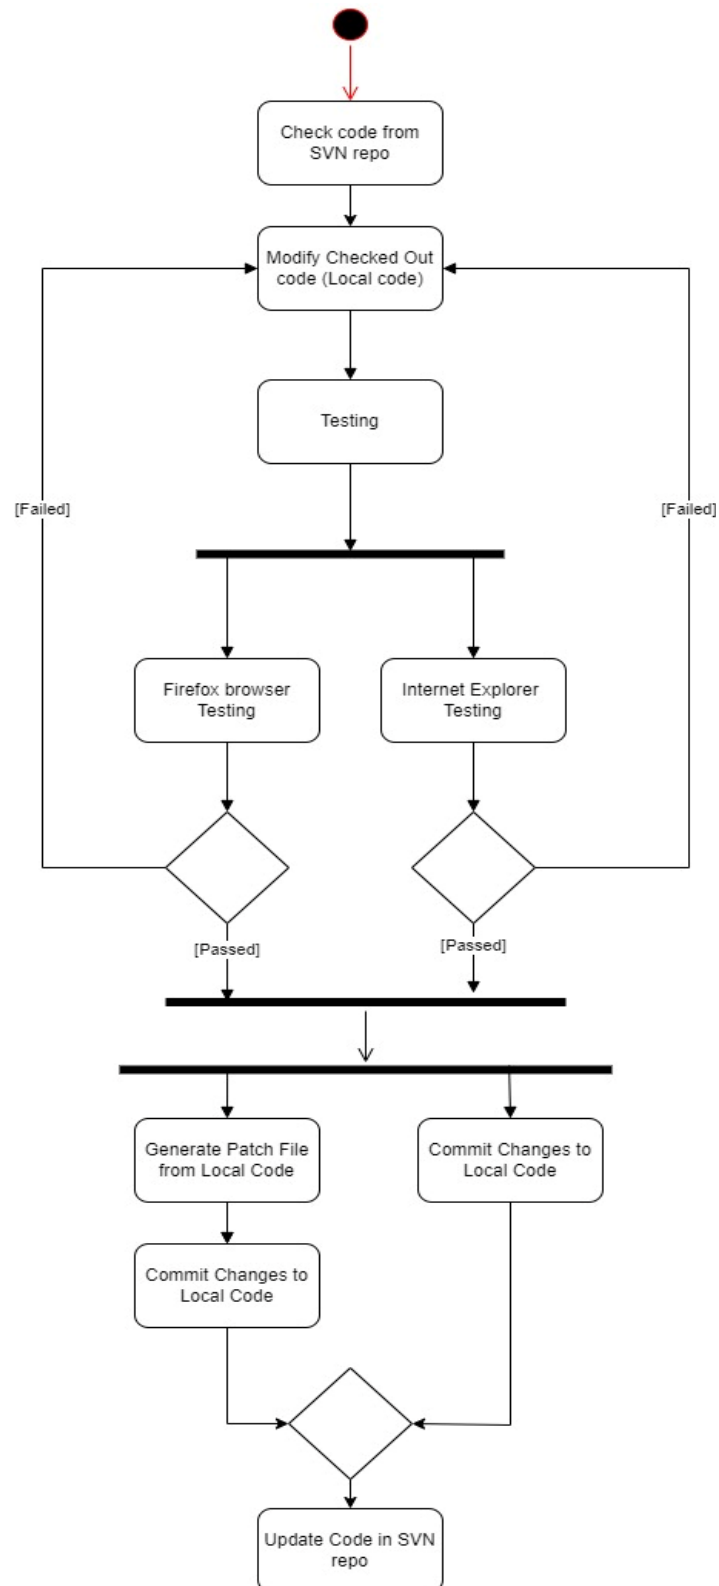 Check code from
SVN repo
Modify Checked Out
code (Local code)
Testing
[Failed]
[Failed]
Firefox browser
Testing
Internet Explorer
Testing
[Passed]
[Passed]
Generate Patch File
from Local Code
Commit Changes to
Local Code
Commit Changes to
Local Code
Update Code in SVN
repo